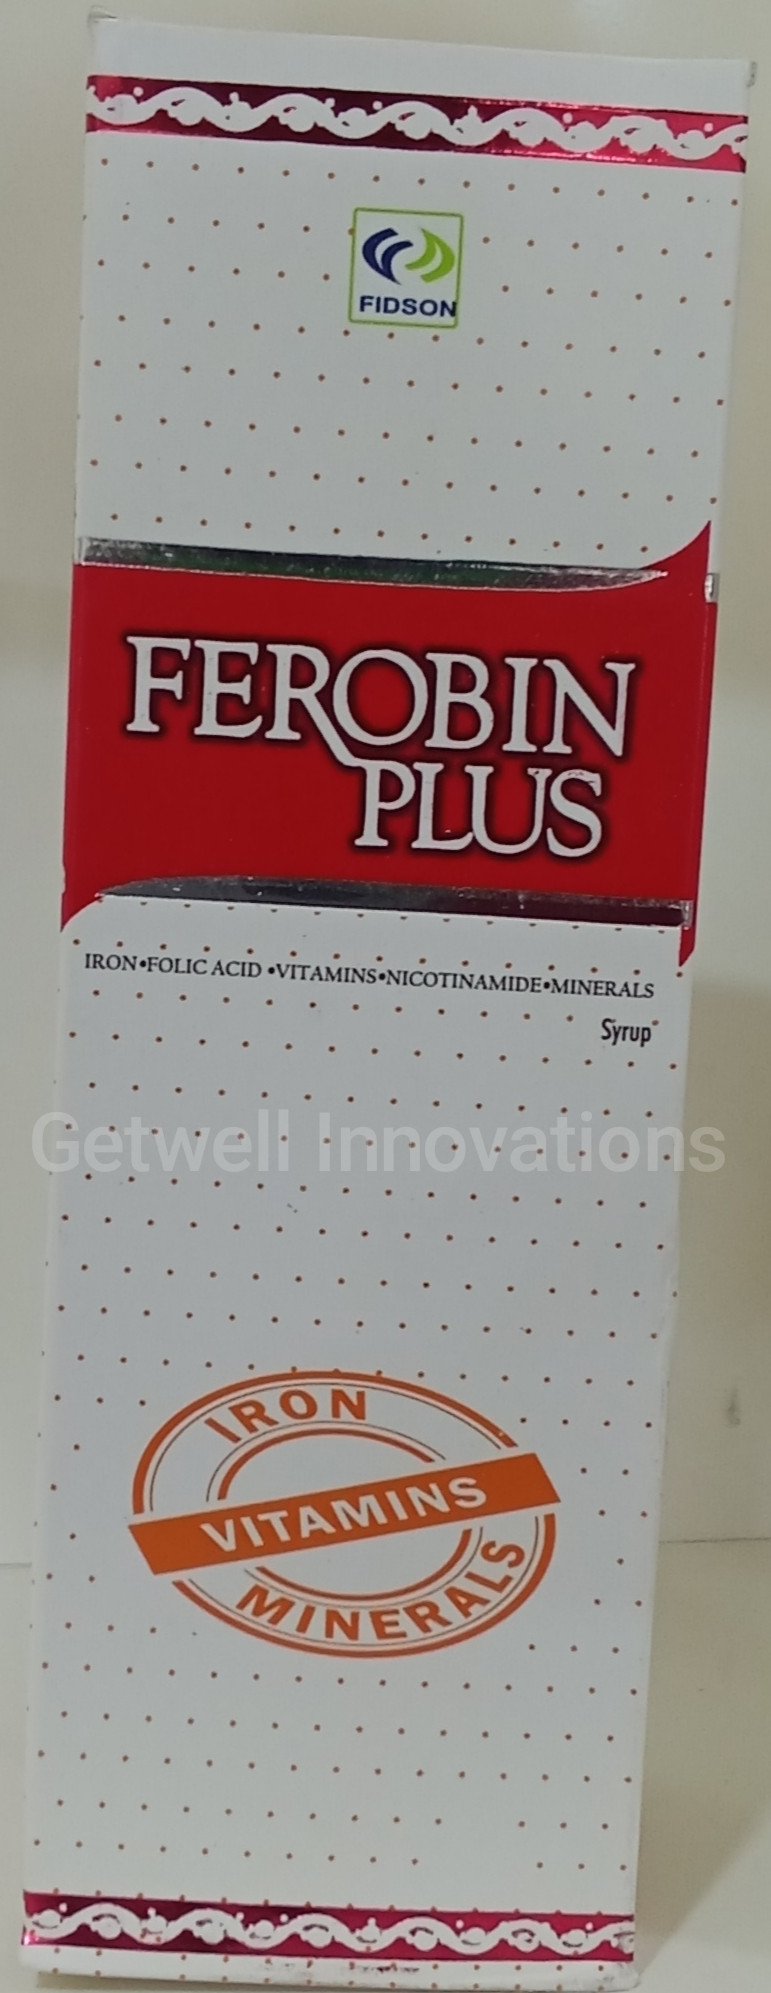 FIDSON
FEROBIN
PLUS
IRON•FOLIC ACID •VITAMINS•NICOTINAMIDE•MINERALS
Syrup
Getwell Innovations
IRON
VITAMINS
MINERALS